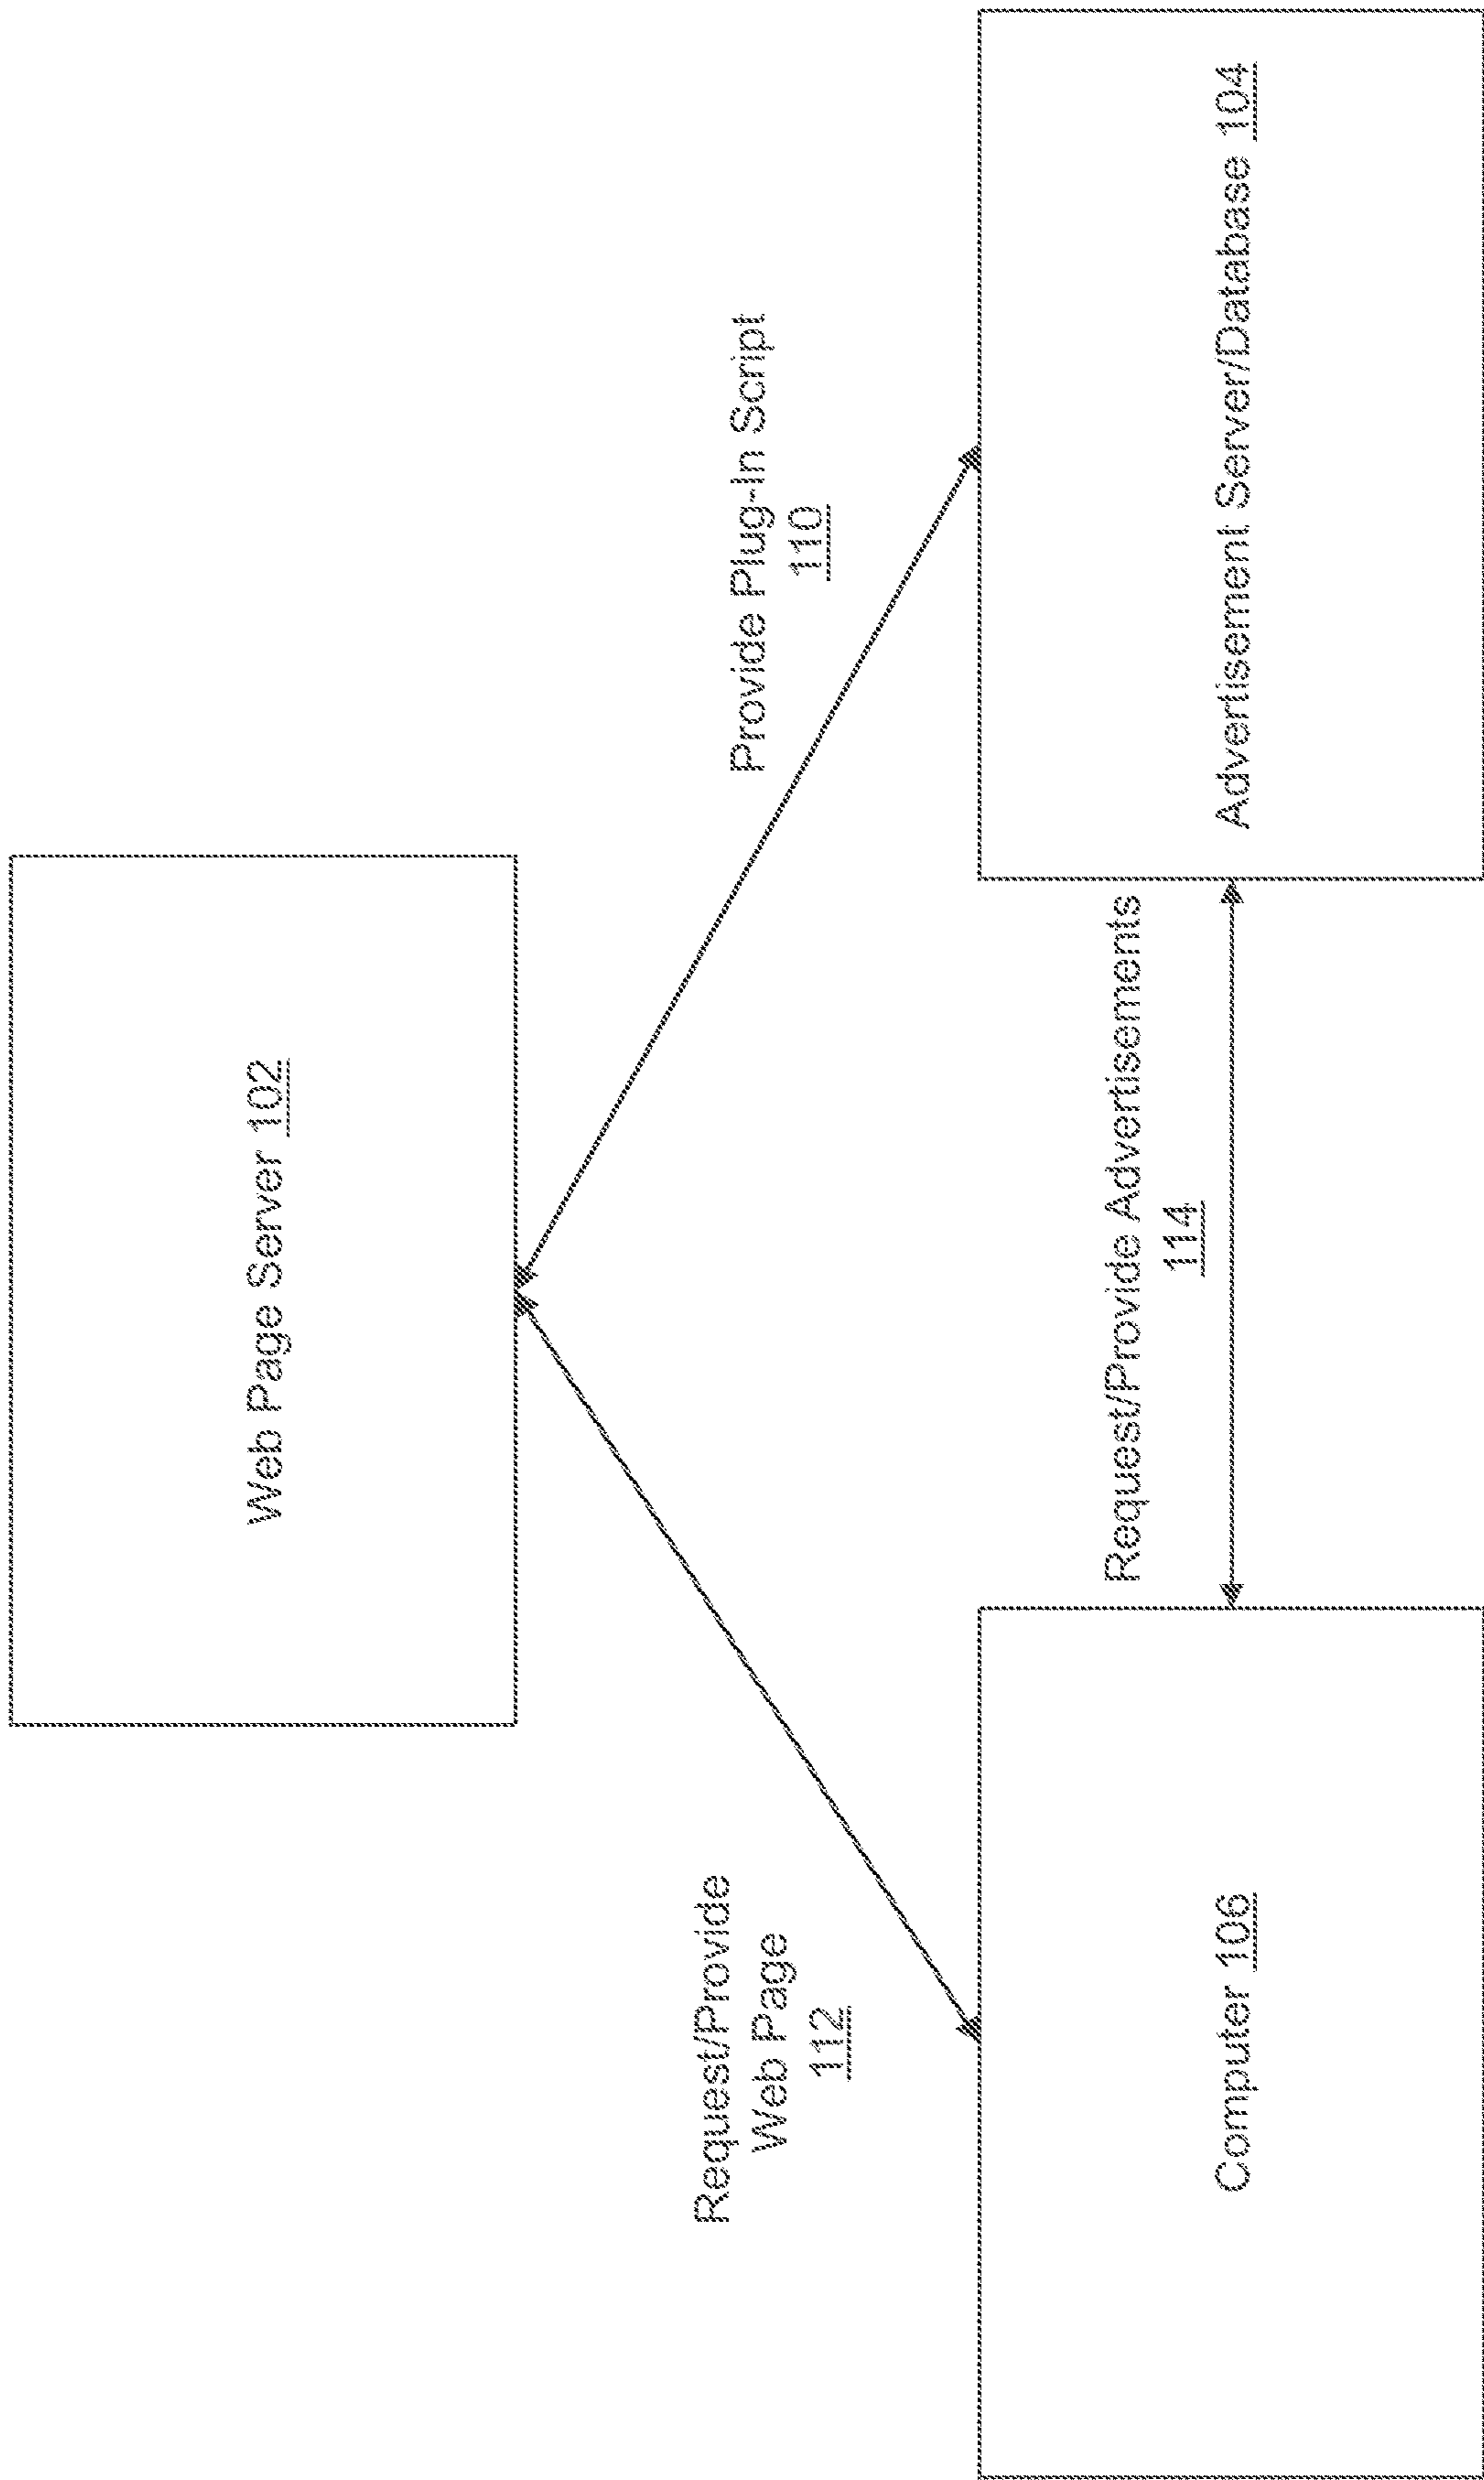 Web Page Server 102
Provide Plug-In Script
110
Request/Provide
Web Page
112
Request/Provide Advertisements
114
Computer 106
Advertisement Server/Database 104